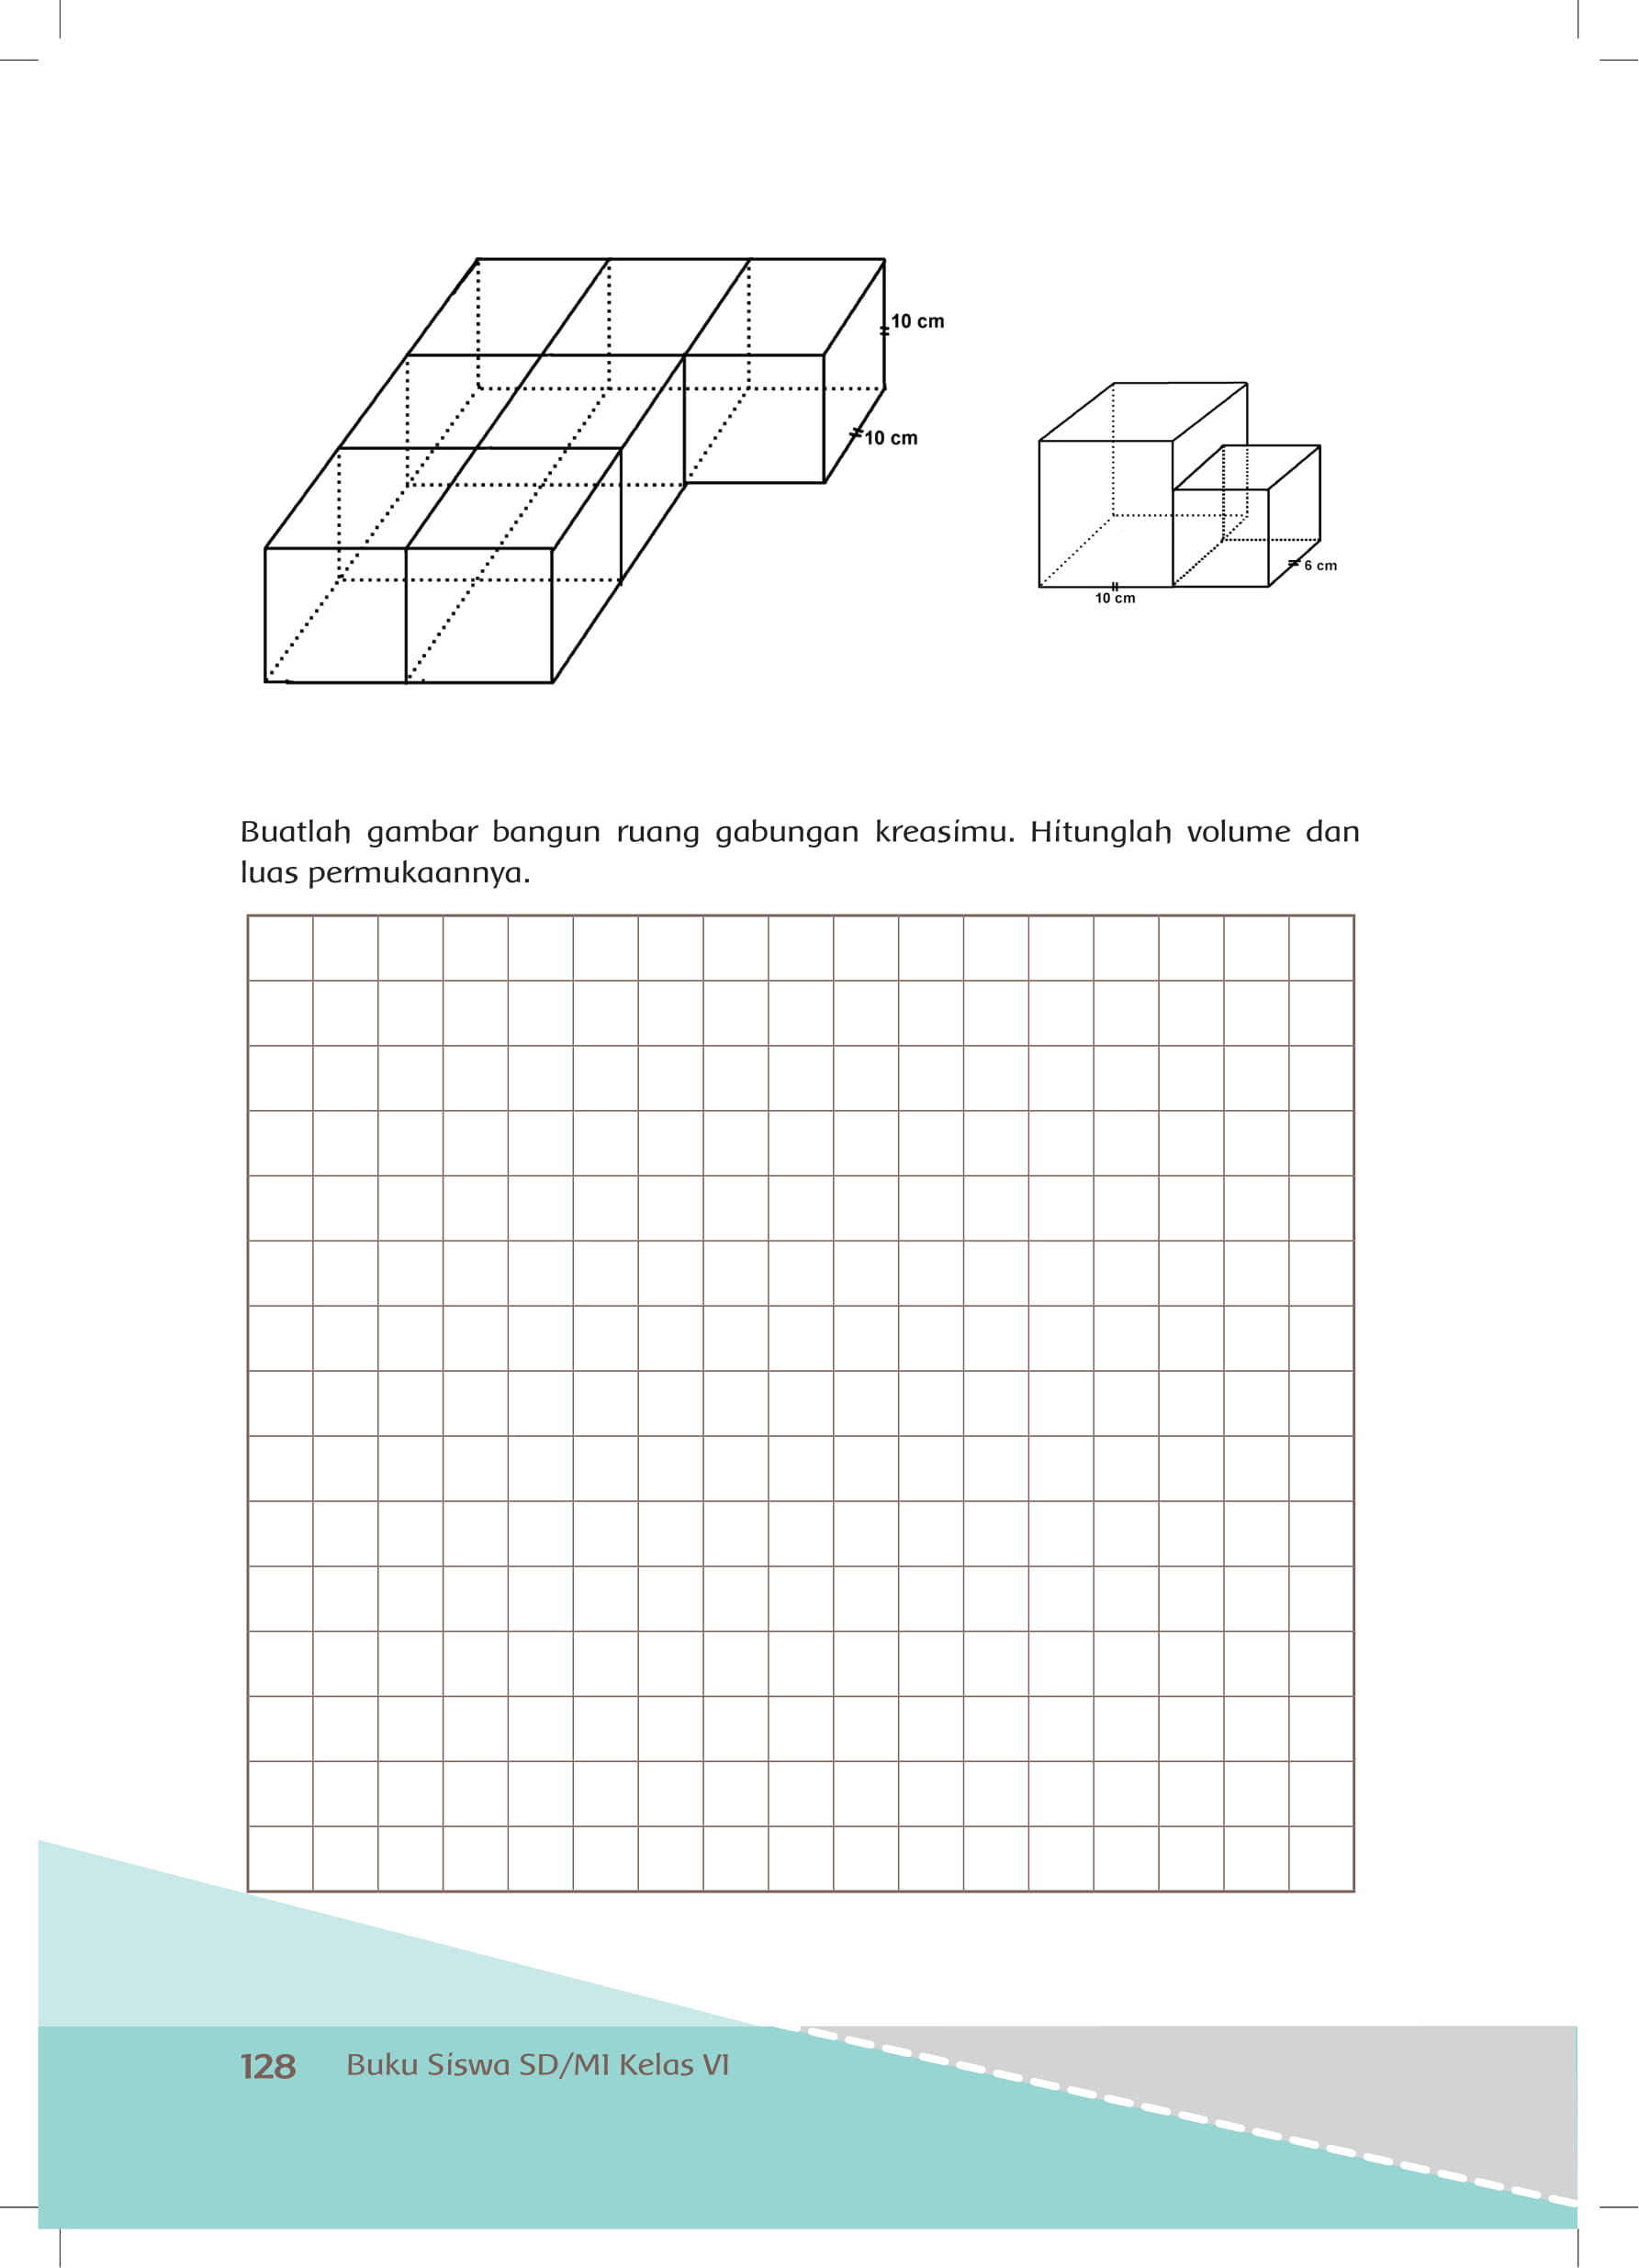 10 cm
10 cm
6 cm
10 cm
Buatlah gambar bangun ruang gabungan kreasimu. Hitunglah volume dan
luas permukaannya.
128 Buku Siswa SD/MI Kelas VI